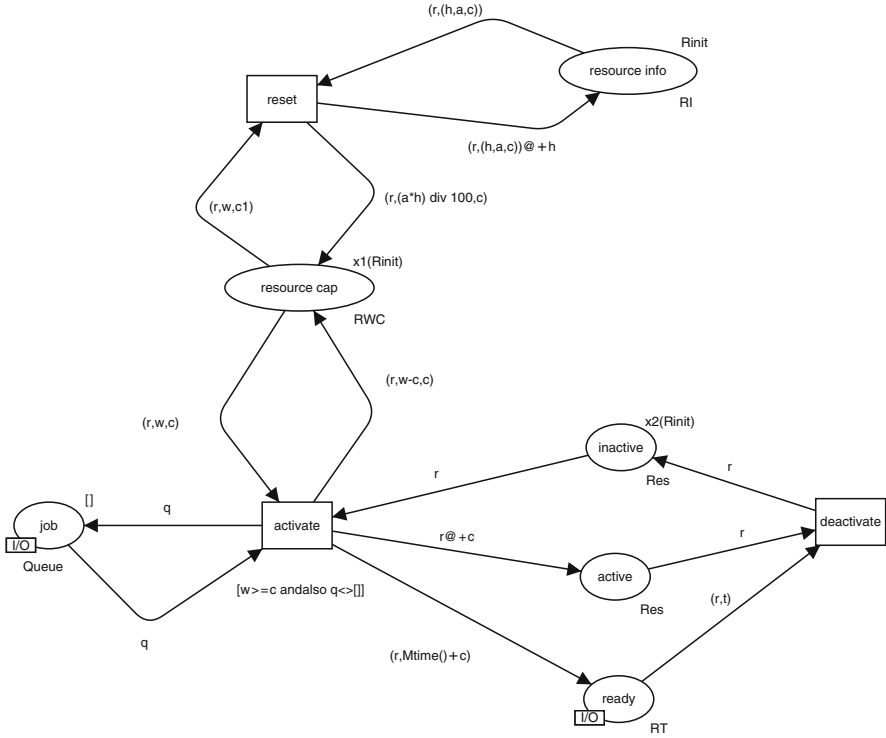 (r,(h,a,c))
Rinit
resource info
reset
RI
(r,(h,a,c))@+h
(r,w,c1)
(r,(a*h) div 100,c)
x1(Rinit)
resource cap
RWC
(r,w-c,c)
(r,w,c)
x2(Rinit)
inactive
r
r
Res
[]
q
job
activate
deactivate
I/O
r@+c
r
Queue
active
[w>=c andalso q<>[]]
(r,t)
Res
q
(r,Mtime()+c)
ready
I/O
RT